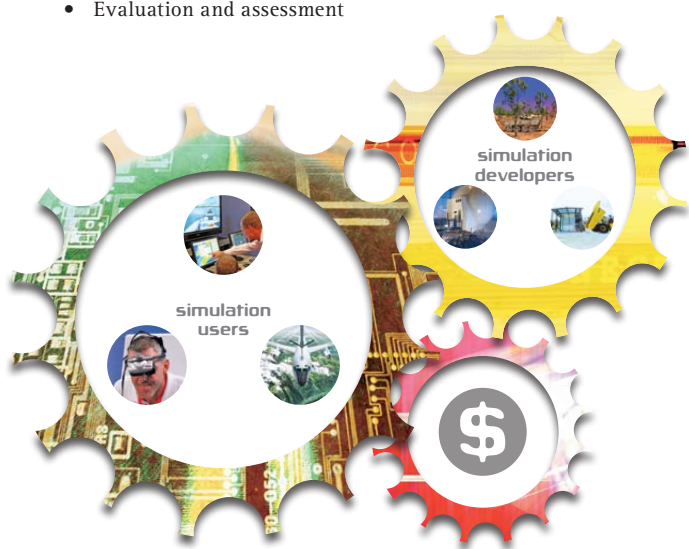 • Evaluation and assessment
simulation
developers
simulation
users
$